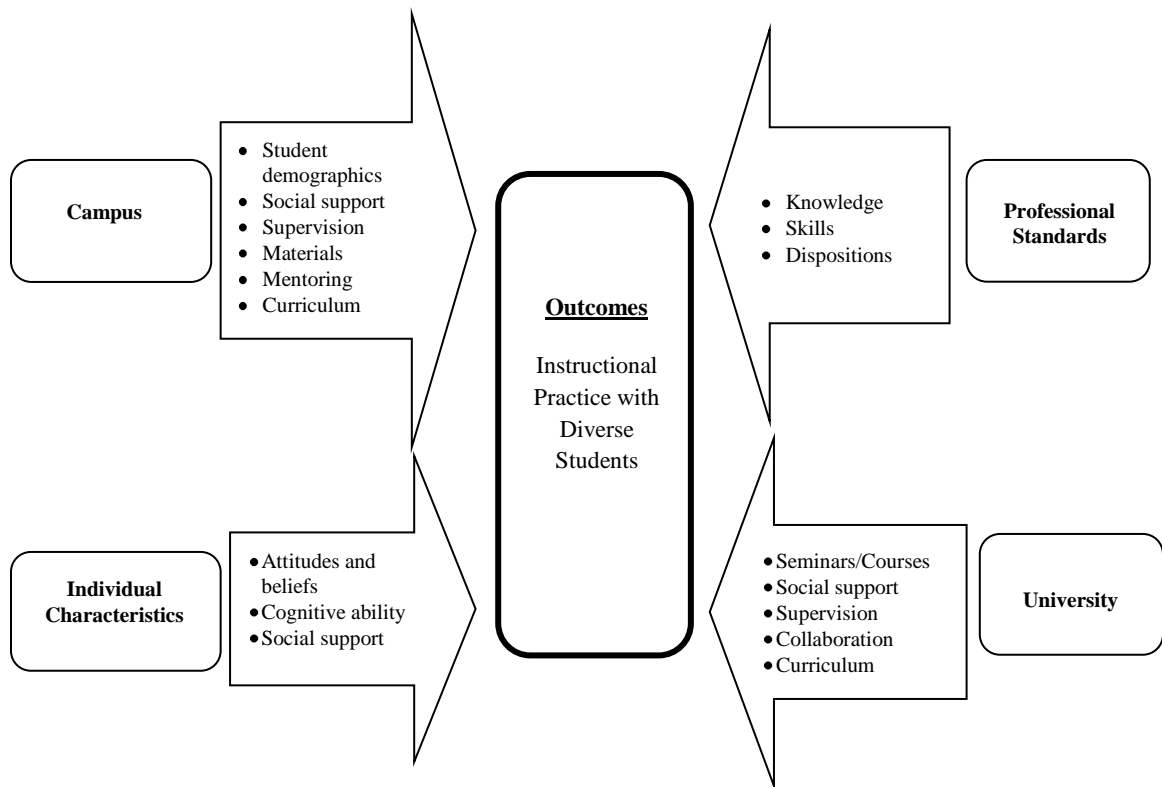 Campus
• Student
demographics
• Social support
• Supervision
• Materials
• Mentoring
• Curriculum
Outcomes
Instructional
Practice with
Diverse
Students
• Knowledge
• Skills
• Dispositions
Professional
Standards
Individual
Characteristics
• Attitudes and
beliefs
• Cognitive ability
• Social support
• Seminars/Courses
• Social support
• Supervision
• Collaboration
• Curriculum
University